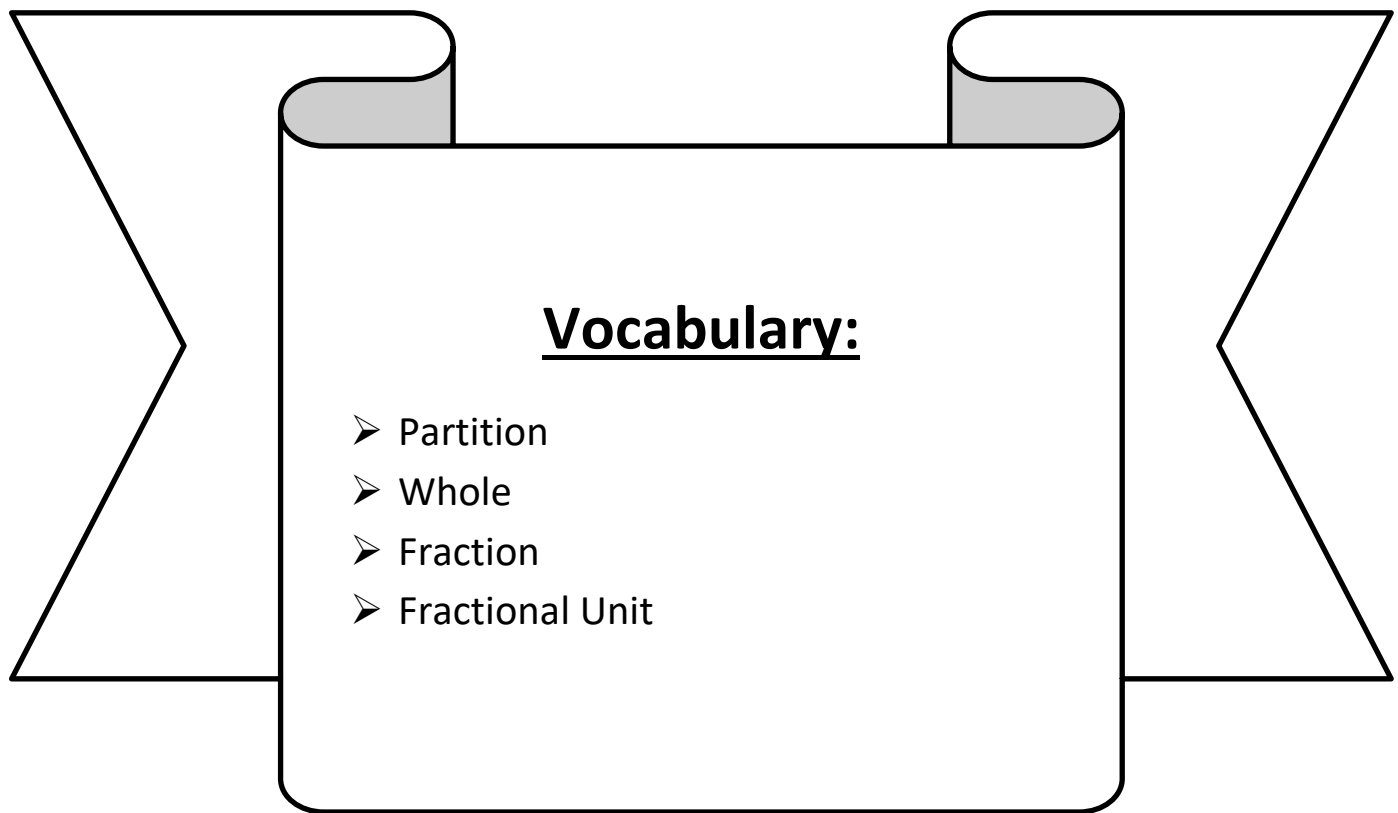 Vocabulary:
➢ Partition
➢ Whole
➢ Fraction
➢ Fractional Unit